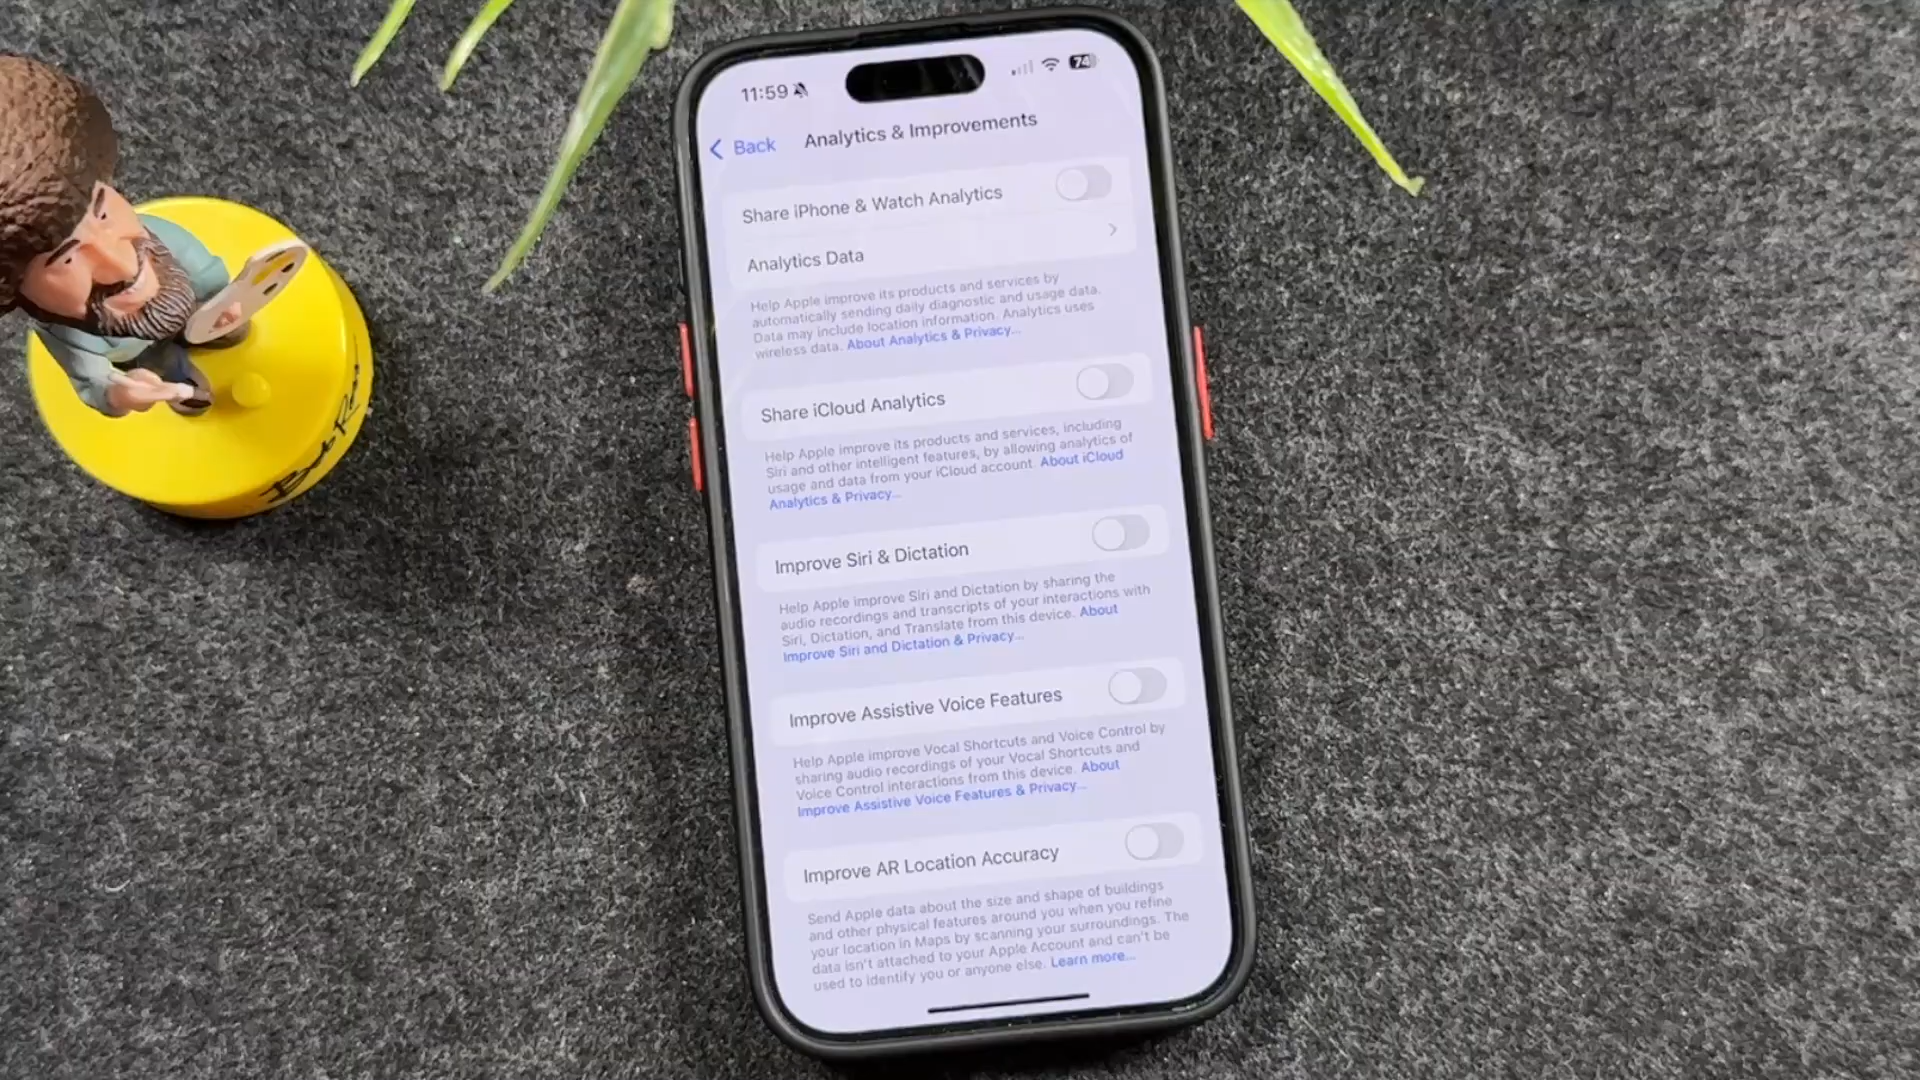 11:59
74
Back
Analytics & Improvements
Share iPhone & Watch Analytics
Analytics Data
Help Apple improve its products and services by
automatically sending daily diagnostic and usage data.
Data may include location information. Analytics uses
wireless data. About Analytics & Privacy...
Share iCloud Analytics
Help Apple improve its products and services, including
Siri and other intelligent features, by allowing analytics of
usage and data from your iCloud account. About iCloud
Analytics & Privacy...
Improve Siri & Dictation
Help Apple improve Siri and Dictation by sharing the
audio recordings and transcripts of your interactions with
Siri, Dictation, and Translate from this device. About
Improve Siri and Dictation & Privacy...
Improve Assistive Voice Features
Help Apple improve Vocal Shortcuts and Voice Control by
sharing audio recordings of your Vocal Shortcuts and
Voice Control interactions from this device. About
Improve Assistive Voice Features & Privacy...
Improve AR Location Accuracy
Send Apple data about the size and shape of buildings
and other physical features around you when you refine
your location in Maps by scanning your surroundings. The
data isn't attached to your Apple Account and can't be
used to identify you or anyone else. Learn more...
Bob Ross